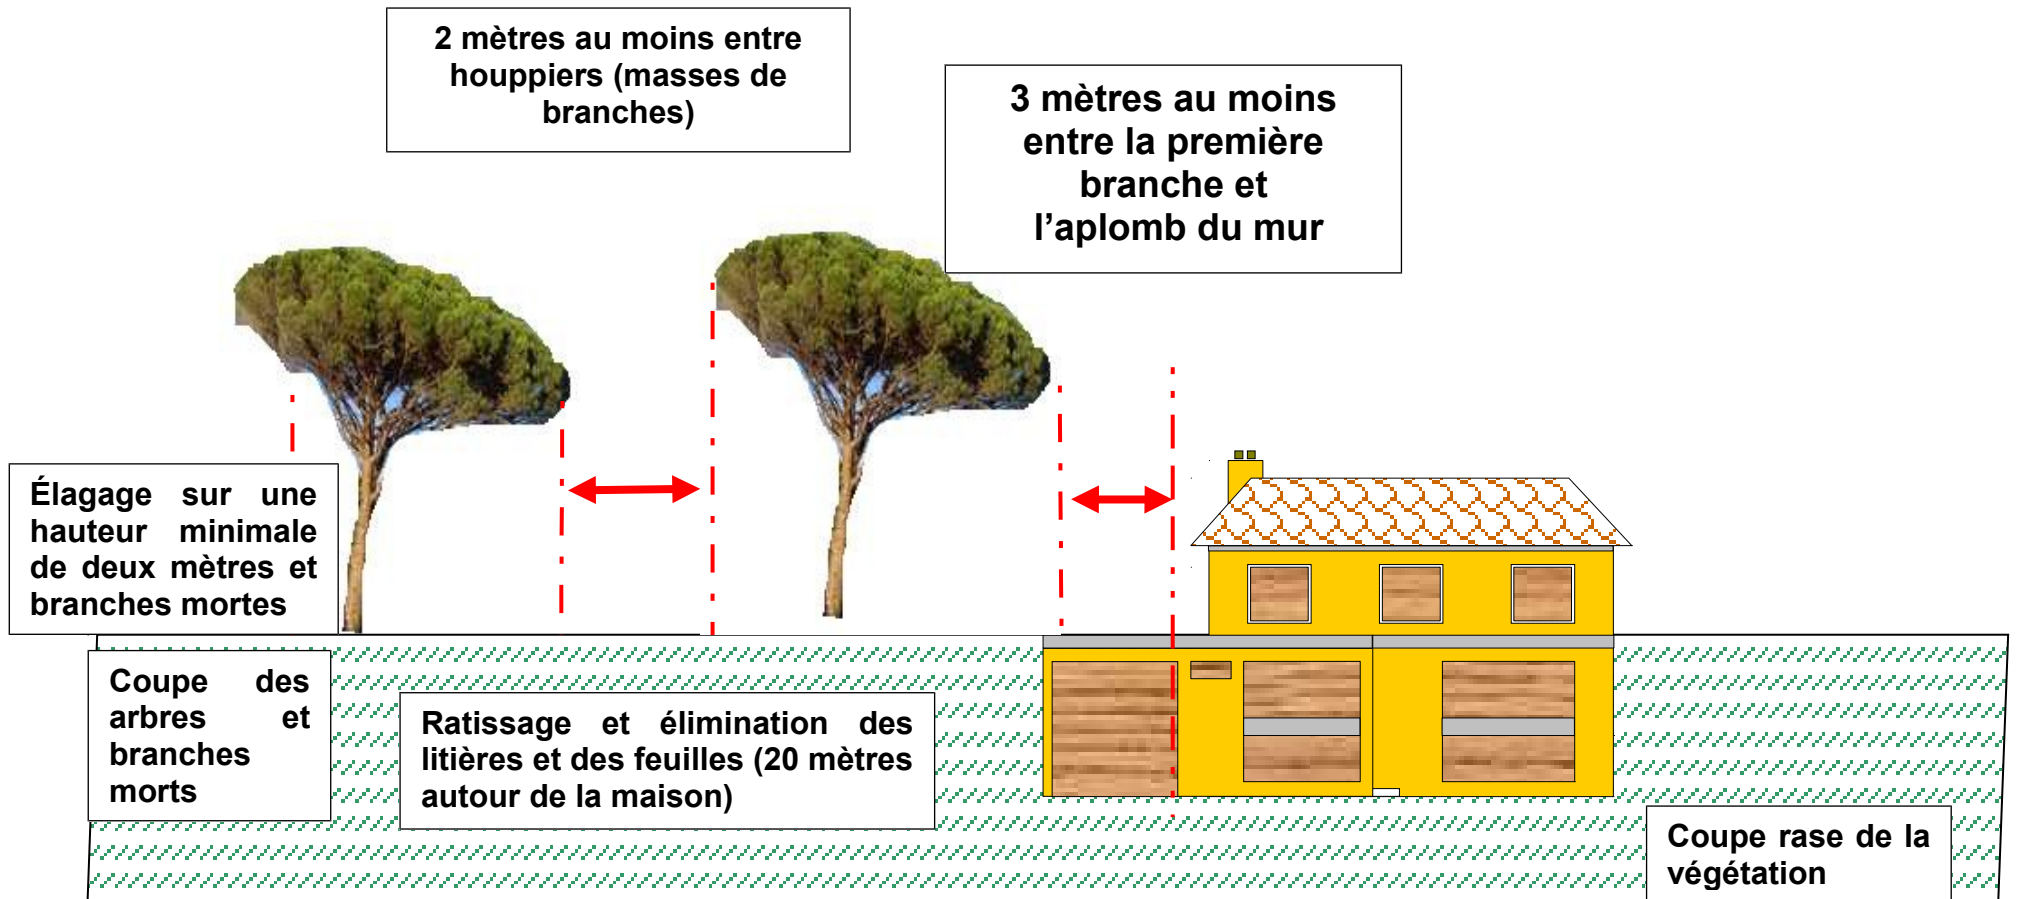 2 mètres au moins entre
houppiers (masses de
branches)
3 mètres au moins
entre la première
branche et
l’aplomb du mur
Élagage sur une
hauteur minimale
de deux mètres et
branches mortes
Coupe des
arbres et
branches
morts
Ratissage et élimination des
litières et des feuilles (20 mètres
autour de la maison)
Coupe rase de la
végétation